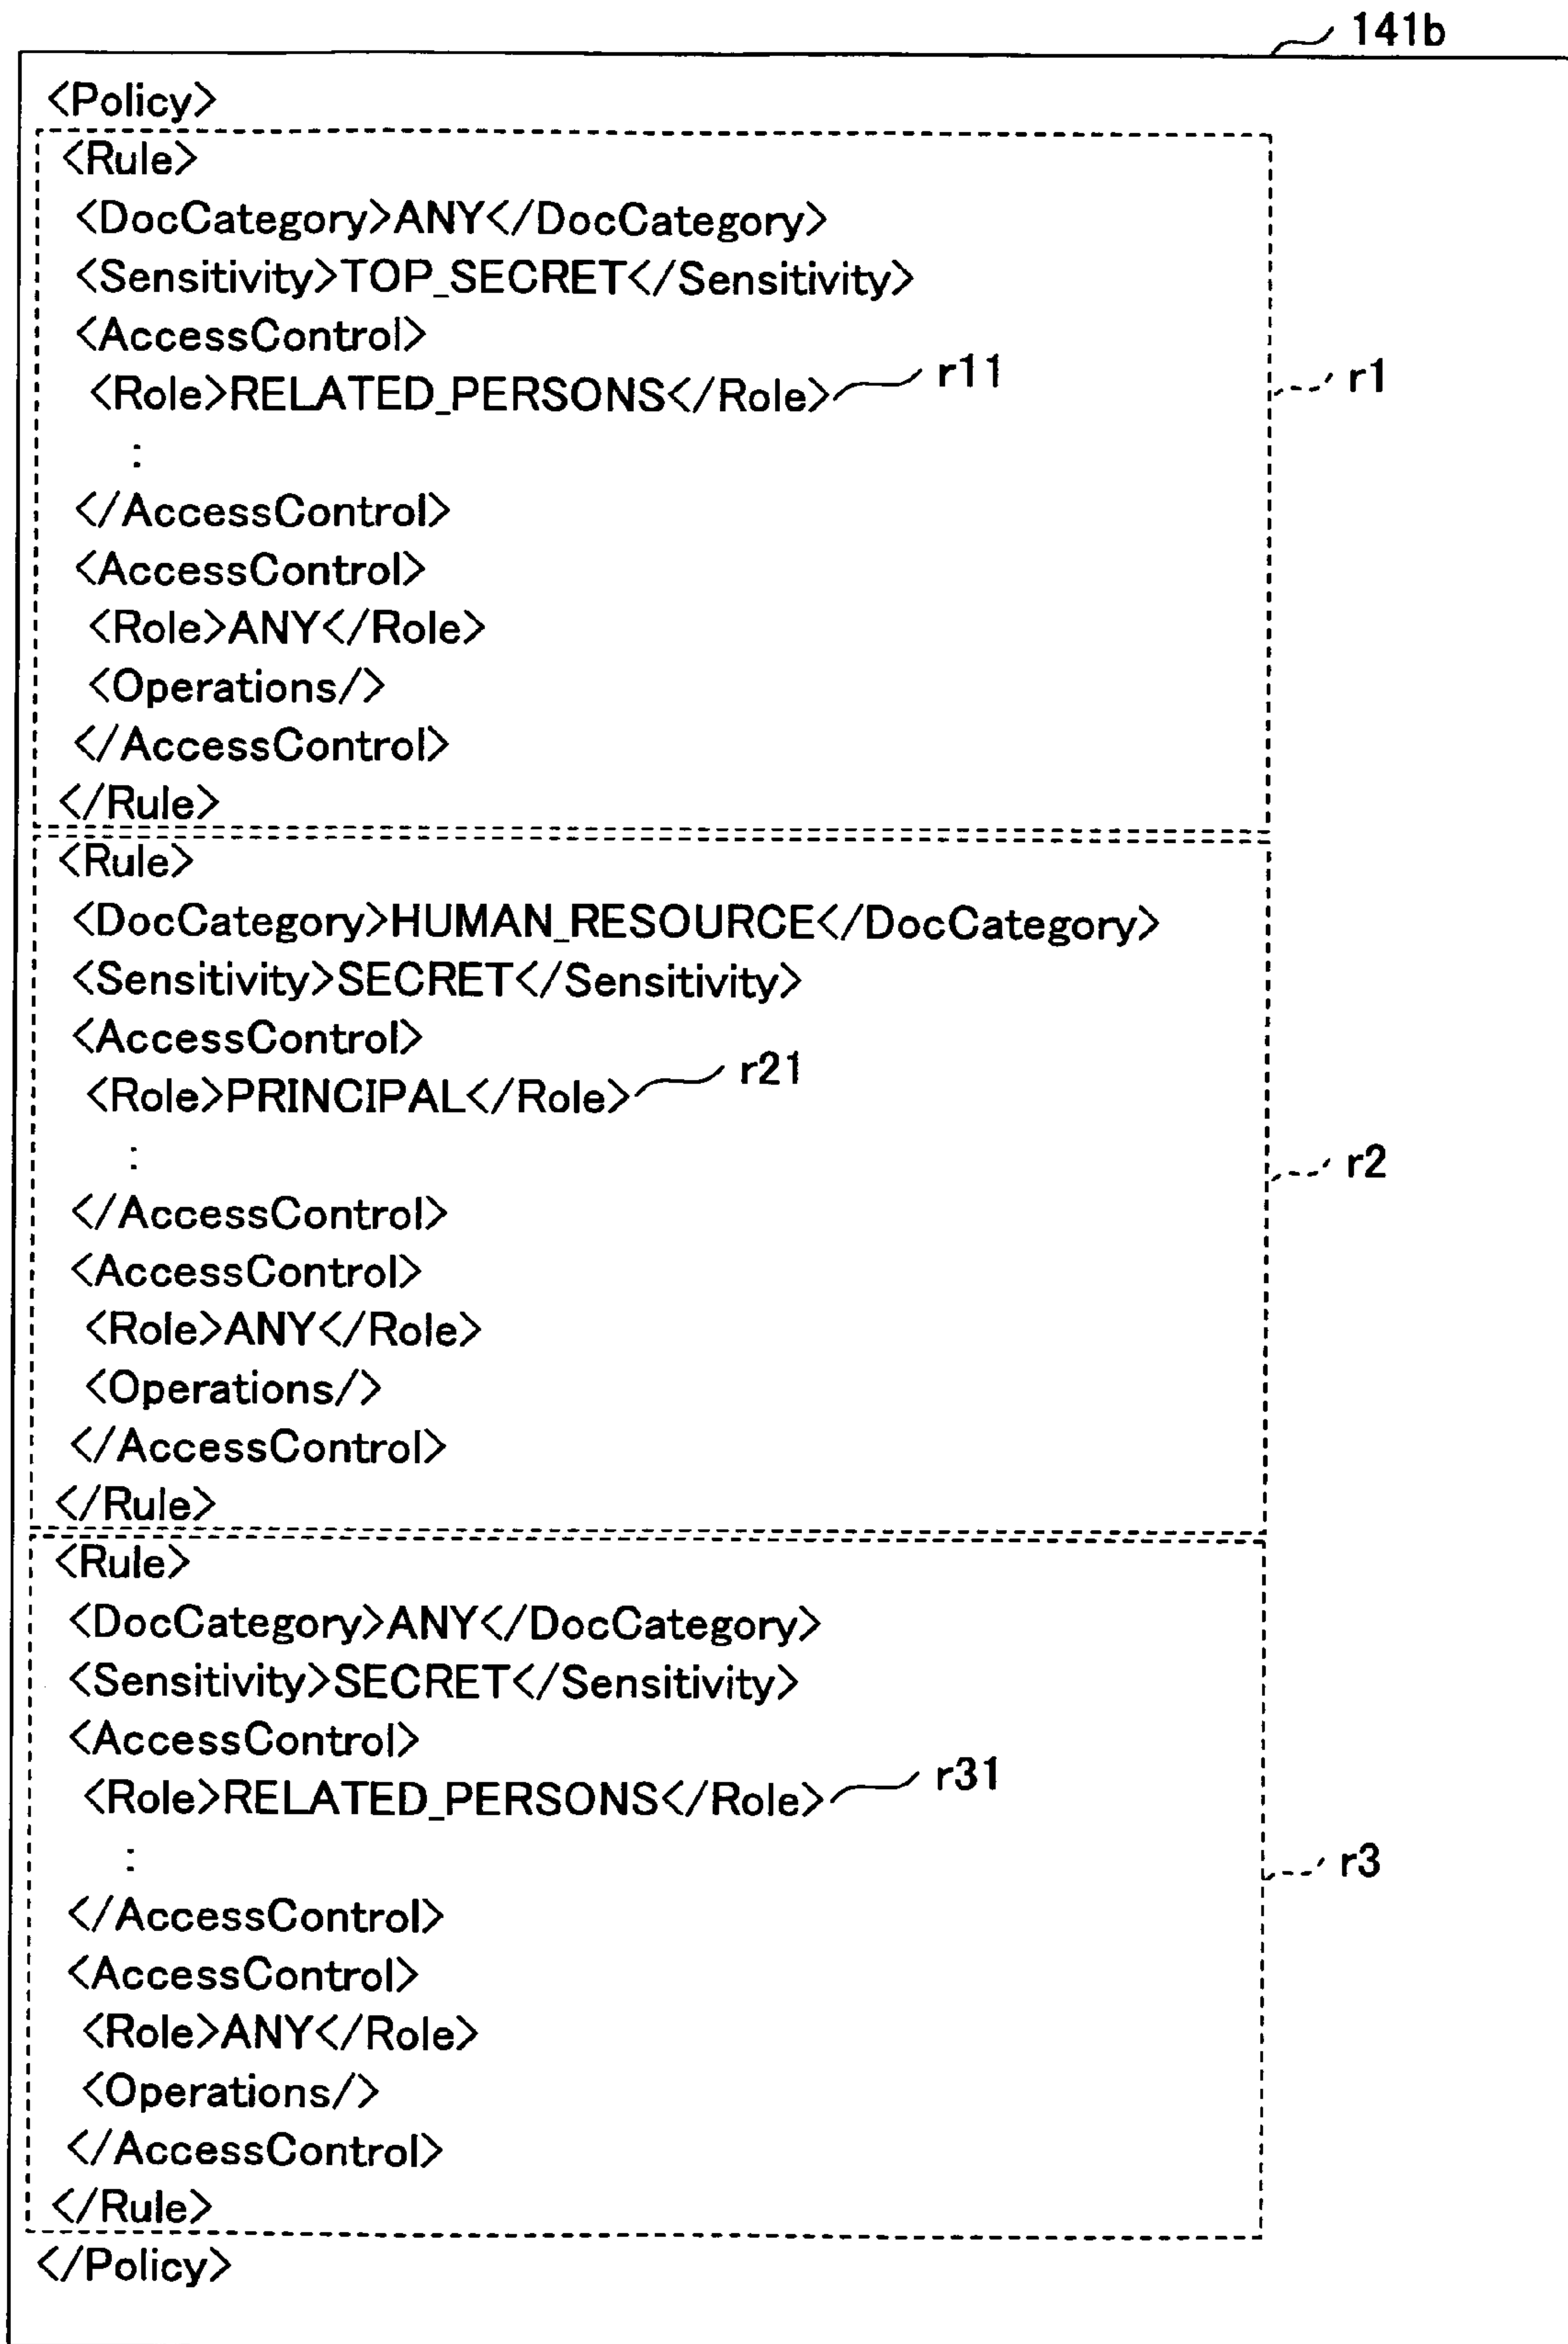 141b
<Policy>
<Rule>
<DocCategory>ANY</DocCategory>
<Sensitivity>TOP_SECRET</Sensitivity>
<AccessControl>
<Role>RELATED_PERSONS</Role> r11
r1
:
</AccessControl>
<AccessControl>
<Role>ANY</Role>
<Operations/>
</AccessControl>
</Rule>
<Rule>
<DocCategory>HUMAN_RESOURCE</DocCategory>
<Sensitivity>SECRET</Sensitivity>
<AccessControl>
<Role>PRINCIPAL</Role> r21
:
r2
</AccessControl>
<AccessControl>
<Role>ANY</Role>
<Operations/>
</AccessControl>
</Rule>
<Rule>
<DocCategory>ANY</DocCategory>
<Sensitivity>SECRET</Sensitivity>
<AccessControl>
<Role>RELATED_PERSONS</Role> r31
:
r3
</AccessControl>
<AccessControl>
<Role>ANY</Role>
<Operations/>
</AccessControl>
</Rule>
</Policy>